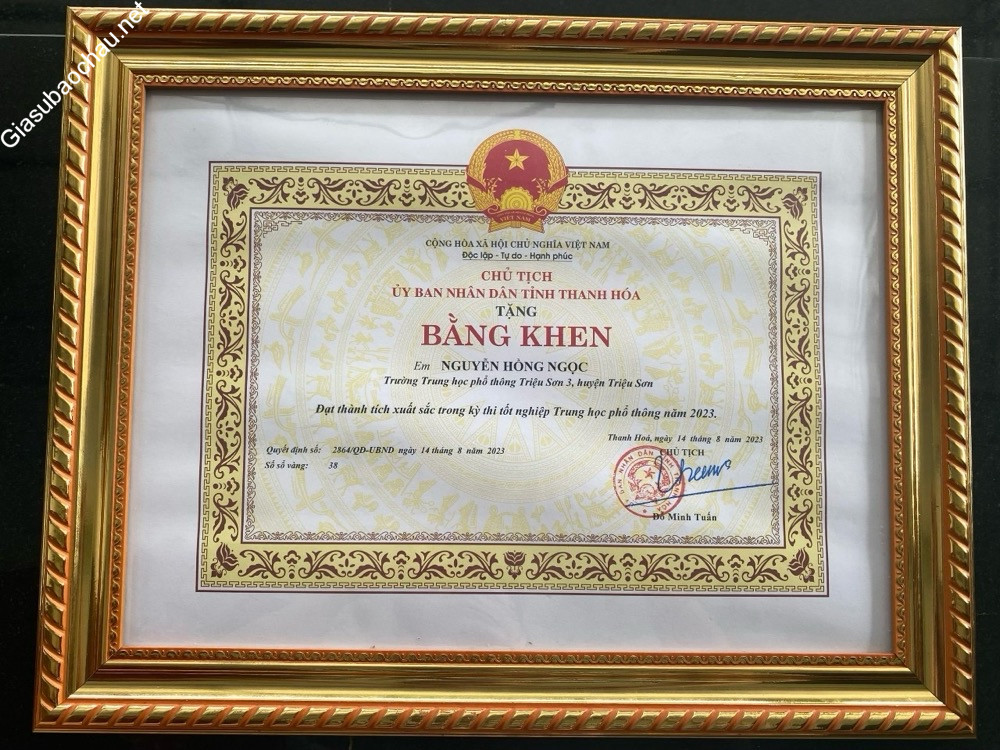 Giasubaochau.net
VIỆT NAM
CỘNG HÒA XÃ HỘI CHỦ NGHĨA VIỆT NAM
Độc lập - Tự do - Hạnh phúc
CHỦ TỊCH
ỦY BAN NHÂN DÂN TỈNH THANH HÓA
TẶNG
BẰNG KHEN
Em NGUYỄN HỒNG NGỌC
Trường Trung học phổ thông Triệu Sơn 3, huyện Triệu Sơn
Đạt thành tích xuất sắc trong kỳ thi tốt nghiệp Trung học phổ thông năm 2023.
Thanh Hoá, ngày 14 tháng 8 năm 2023
Quyết định số: 2864/QĐ-UBND ngày 14 tháng 8 năm 2023
CHỦ TỊCH
Số sổ vàng: 38
Đỗ Minh Tuấn